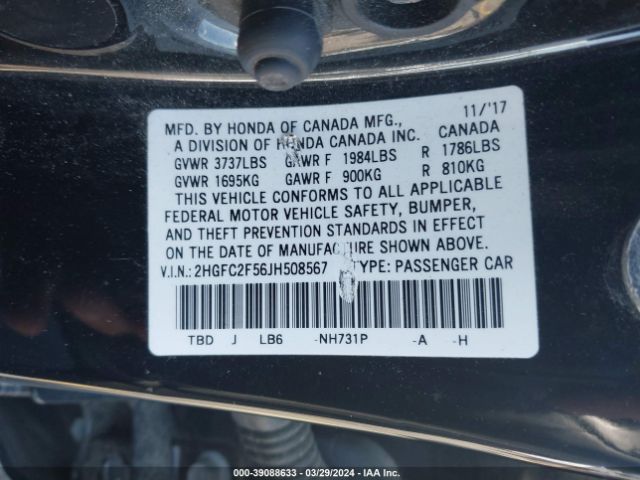 MFD. BY HONDA OF CANADA MFG., 11/'17
A DIVISION OF HONDA CANADA INC. CANADA
GVWR 3737LBS GAWR F 1984LBS R 1786LBS
GVWR 1695KG GAWR F 900KG R 810KG
THIS VEHICLE CONFORMS TO ALL APPLICABLE
FEDERAL MOTOR VEHICLE SAFETY, BUMPER,
AND THEFT PREVENTION STANDARDS IN EFFECT
ON THE DATE OF MANUFACTURE SHOWN ABOVE.
V.I.N.: 2HGFC2F56JH508567 TYPE: PASSENGER CAR
TBD J LB6 -NH731P -A -H
000-39088633 — 03/29/2024 — IAA Inc.